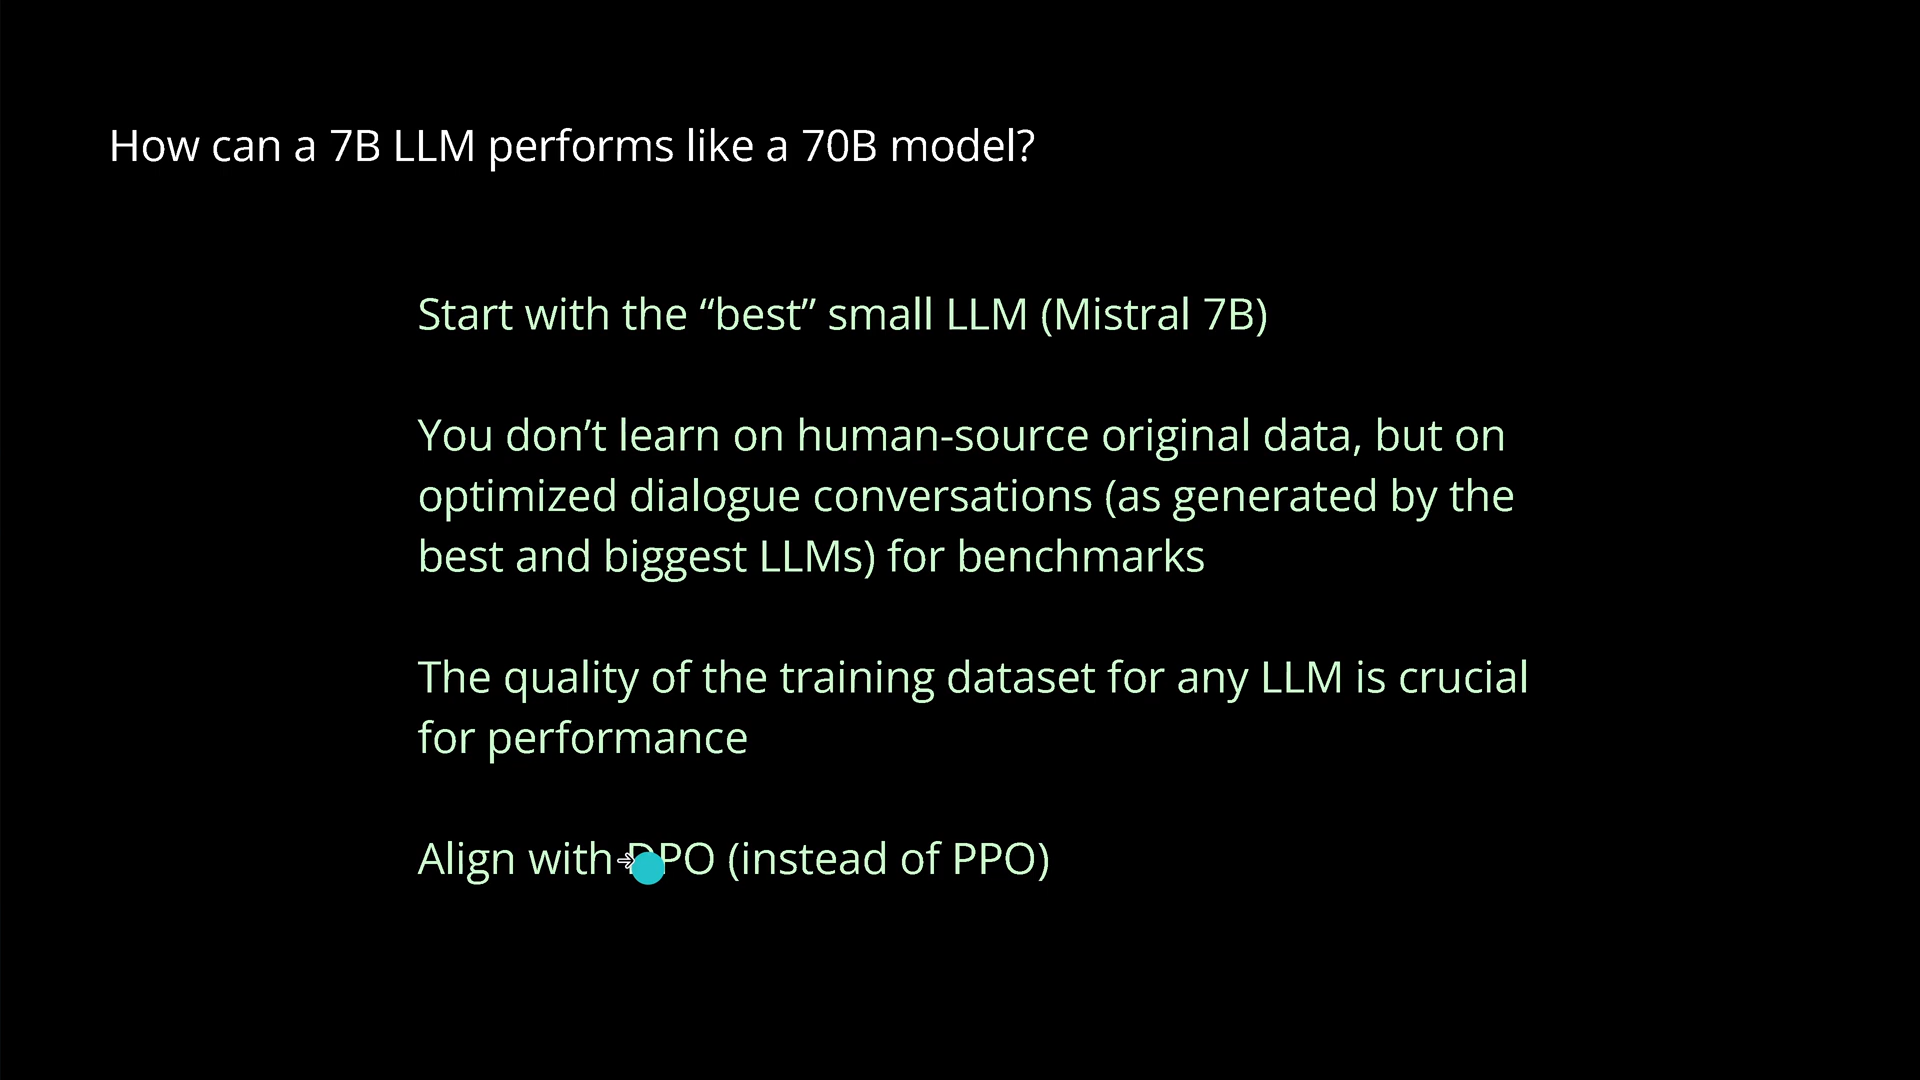 How can a 7B LLM performs like a 70B model?
Start with the “best” small LLM (Mistral 7B)
You don’t learn on human-source original data, but on
optimized dialogue conversations (as generated by the
best and biggest LLMs) for benchmarks
The quality of the training dataset for any LLM is crucial
for performance
Align with DPO (instead of PPO)